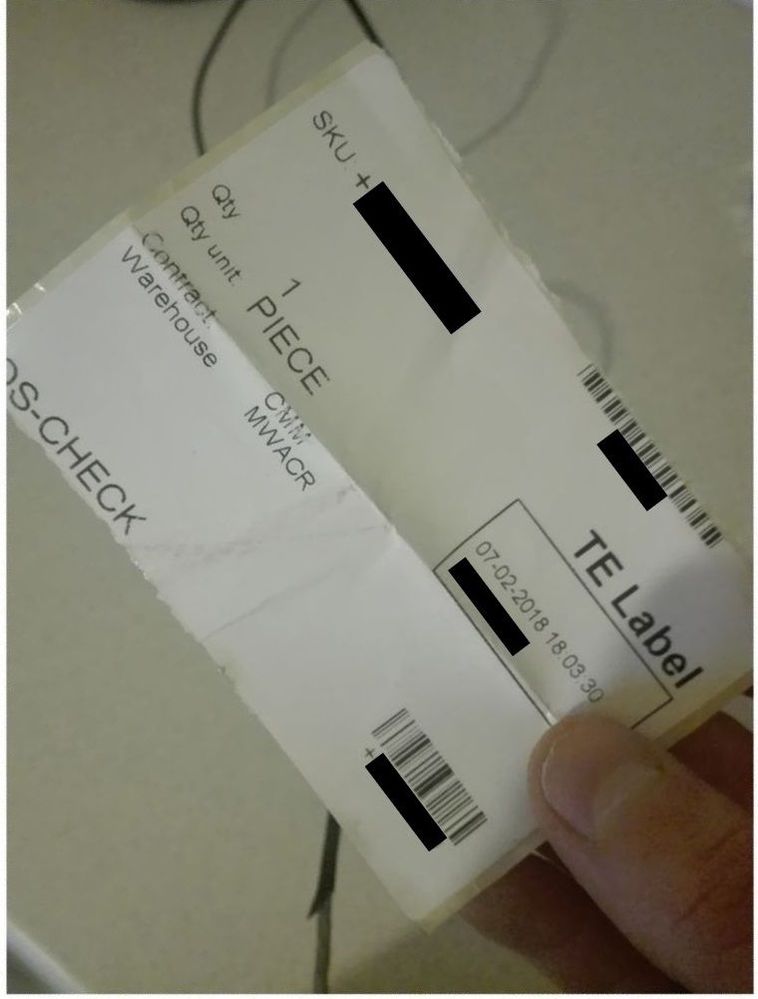 TE Label
07-02-2018 18:03:30
SKU: +
Qty 1
Qty unit: PIECE
Contract: CMM
Warehouse MWACR
OS-CHECK
+